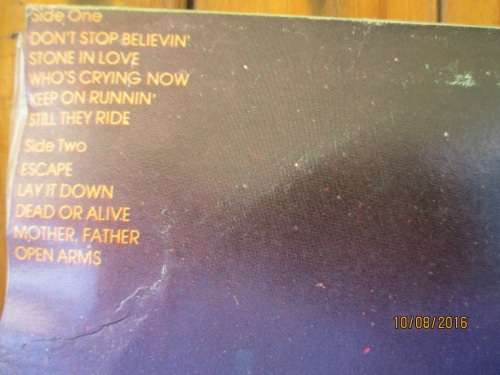 Side One
DON'T STOP BELIEVIN'
STONE IN LOVE
WHO'S CRYING NOW
KEEP ON RUNNIN'
STILL THEY RIDE
Side Two
ESCAPE
LAY IT DOWN
DEAD OR ALIVE
MOTHER, FATHER
OPEN ARMS
10/08/2016